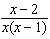 x − 2
x(x − 1)